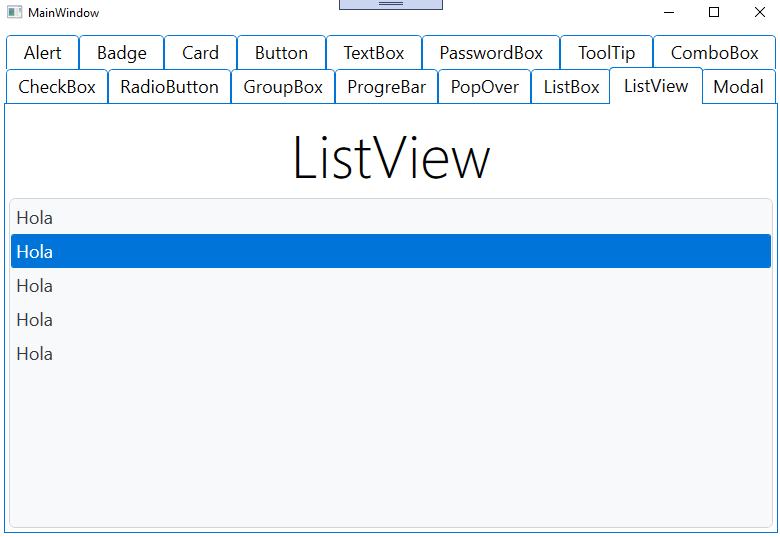 MainWindow
Alert Badge Card Button TextBox PasswordBox ToolTip ComboBox
CheckBox RadioButton GroupBox ProgreBar PopOver ListBox ListView Modal
ListView
Hola
Hola
Hola
Hola
Hola